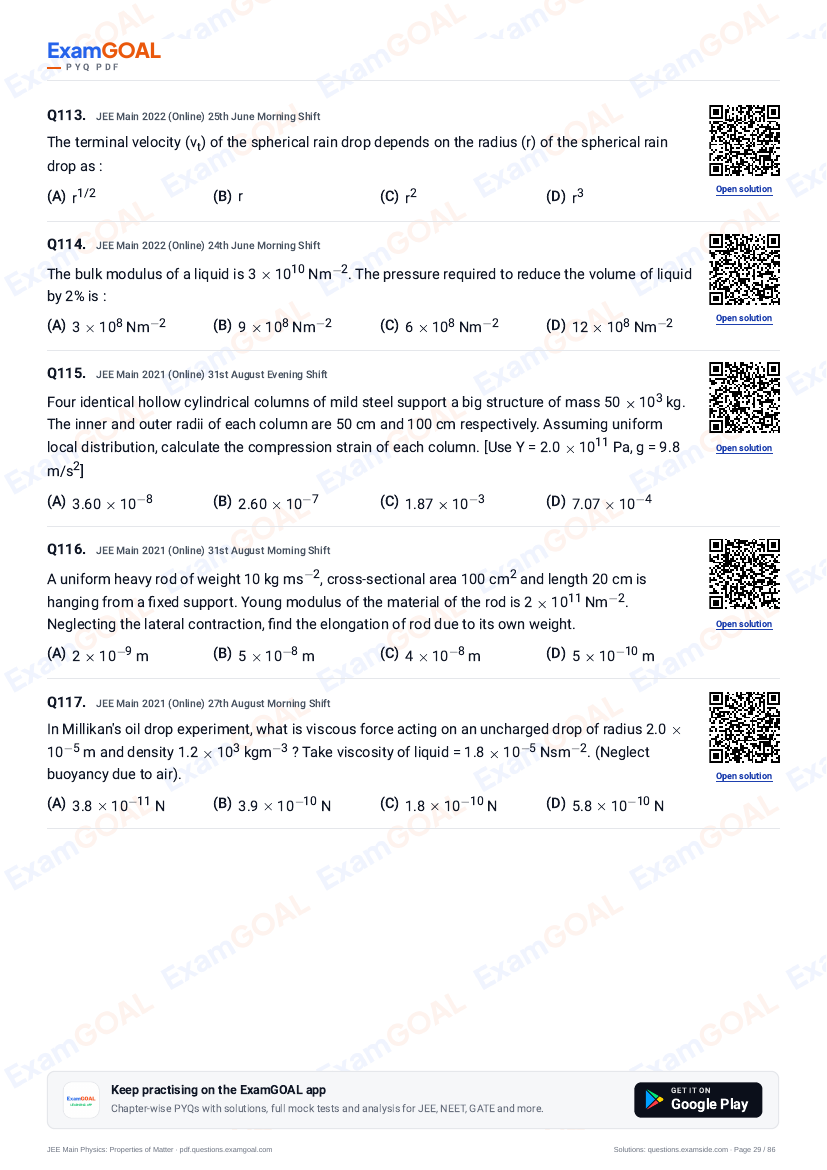 ExamGOAL
PYQ PDF
Q113. JEE Main 2022 (Online) 25th June Morning Shift
The terminal velocity (vₜ) of the spherical rain drop depends on the radius (r) of the spherical rain
drop as :
(A) r^1/2 (B) r (C) r² (D) r³
Open solution
Q114. JEE Main 2022 (Online) 24th June Morning Shift
The bulk modulus of a liquid is 3 × 10¹⁰ Nm⁻². The pressure required to reduce the volume of liquid
by 2% is :
(A) 3 × 10⁸ Nm⁻² (B) 9 × 10⁸ Nm⁻² (C) 6 × 10⁸ Nm⁻² (D) 12 × 10⁸ Nm⁻²
Open solution
Q115. JEE Main 2021 (Online) 31st August Evening Shift
Four identical hollow cylindrical columns of mild steel support a big structure of mass 50 × 10³ kg.
The inner and outer radii of each column are 50 cm and 100 cm respectively. Assuming uniform
local distribution, calculate the compression strain of each column. [Use Y = 2.0 × 10¹¹ Pa, g = 9.8
m/s²]
(A) 3.60 × 10⁻⁸ (B) 2.60 × 10⁻⁷ (C) 1.87 × 10⁻³ (D) 7.07 × 10⁻⁴
Open solution
Q116. JEE Main 2021 (Online) 31st August Morning Shift
A uniform heavy rod of weight 10 kg ms⁻², cross-sectional area 100 cm² and length 20 cm is
hanging from a fixed support. Young modulus of the material of the rod is 2 × 10¹¹ Nm⁻².
Neglecting the lateral contraction, find the elongation of rod due to its own weight.
(A) 2 × 10⁻⁹ m (B) 5 × 10⁻⁸ m (C) 4 × 10⁻⁸ m (D) 5 × 10⁻¹⁰ m
Open solution
Q117. JEE Main 2021 (Online) 27th August Morning Shift
In Millikan's oil drop experiment, what is viscous force acting on an uncharged drop of radius 2.0 ×
10⁻⁵ m and density 1.2 × 10³ kgm⁻³ ? Take viscosity of liquid = 1.8 × 10⁻⁵ Nsm⁻². (Neglect
buoyancy due to air).
(A) 3.8 × 10⁻¹¹ N (B) 3.9 × 10⁻¹⁰ N (C) 1.8 × 10⁻¹⁰ N (D) 5.8 × 10⁻¹⁰ N
Open solution
ExamGOAL
Keep practising on the ExamGOAL app
Chapter-wise PYQs with solutions, full mock tests and analysis for JEE, NEET, GATE and more.
GET IT ON
Google Play
JEE Main Physics: Properties of Matter · pdf.questions.examgoal.com
Solutions: questions.examside.com · Page 29 / 86